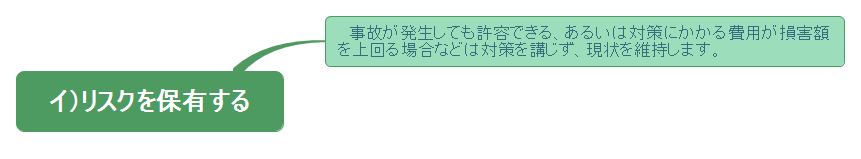 事故が発生しても許容できる、あるいは対策にかかる費用が損害額
を上回る場合などは対策を講じず、現状を維持します。
イ)リスクを保有する